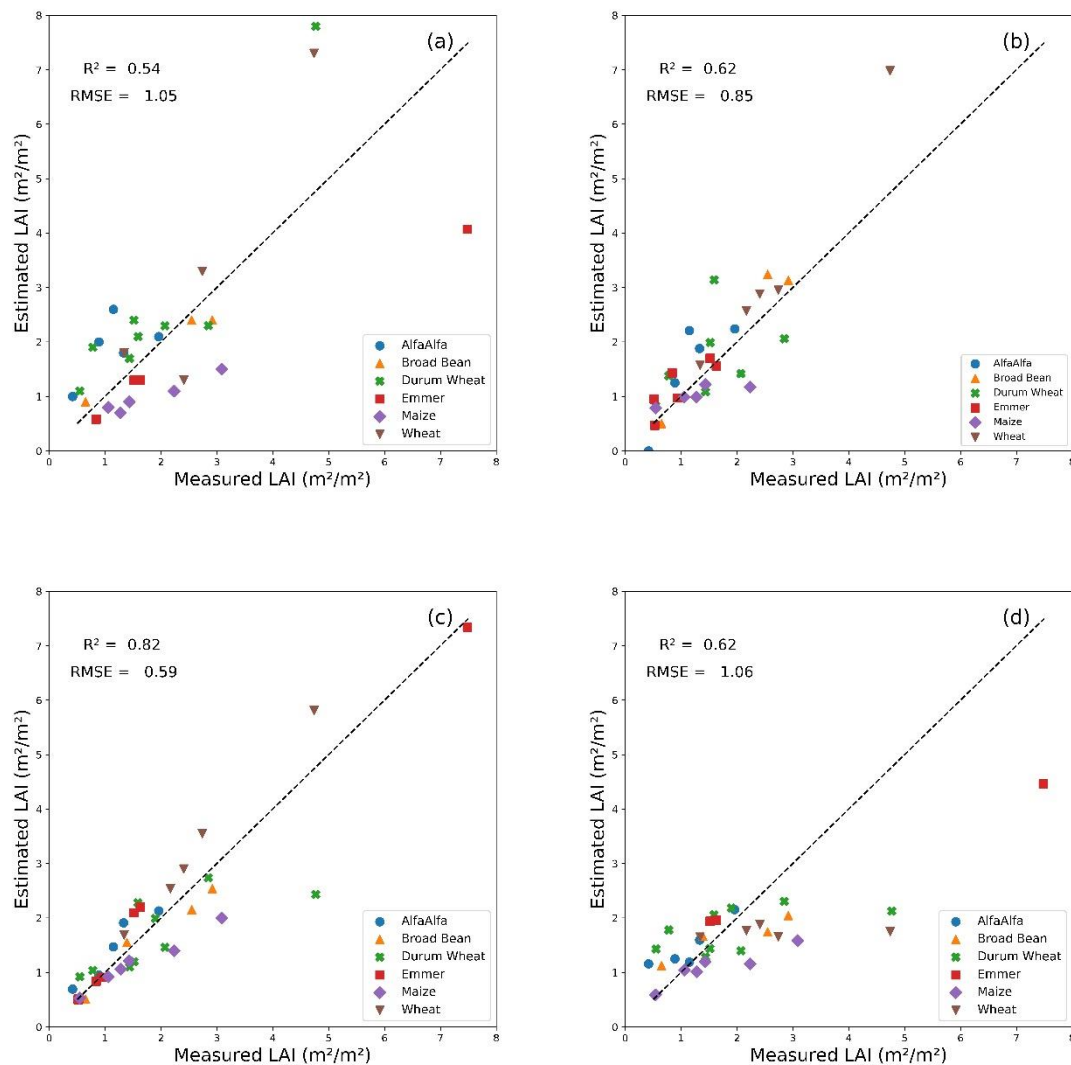 (a)
R² = 0.54
RMSE = 1.05
Estimated LAI (m²/m²)
8
7
6
5
4
3
2
1
0
0 1 2 3 4 5 6 7 8
Measured LAI (m²/m²)
AlfaAlfa
Broad Bean
Durum Wheat
Emmer
Maize
Wheat
(b)
R² = 0.62
RMSE = 0.85
Estimated LAI (m²/m²)
8
7
6
5
4
3
2
1
0
0 1 2 3 4 5 6 7 8
Measured LAI (m²/m²)
AlfaAlfa
Broad Bean
Durum Wheat
Emmer
Maize
Wheat
(c)
R² = 0.82
RMSE = 0.59
Estimated LAI (m²/m²)
8
7
6
5
4
3
2
1
0
0 1 2 3 4 5 6 7 8
Measured LAI (m²/m²)
AlfaAlfa
Broad Bean
Durum Wheat
Emmer
Maize
Wheat
(d)
R² = 0.62
RMSE = 1.06
Estimated LAI (m²/m²)
8
7
6
5
4
3
2
1
0
0 1 2 3 4 5 6 7 8
Measured LAI (m²/m²)
AlfaAlfa
Broad Bean
Durum Wheat
Emmer
Maize
Wheat